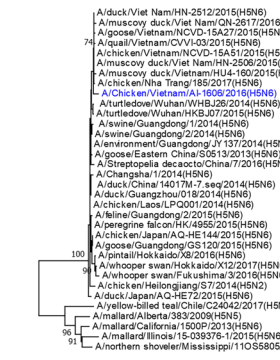 A/duck/Viet Nam/HN-2512/2015(H5N6)
A/muscovy duck/Viet Nam/QN-2617/2016
A/goose/Vietnam/NCVD-15A27/2015(H5N
74
A/quail/Vietnam/CVVI-03/2015(H5N6)
A/chicken/Vietnam/NCVD-15A51/2015(H
A/muscovy duck/Viet Nam/HN-2506/2015(
A/muscovy duck/Vietnam/HU4-160/2015(
A/chicken/Nha Trang/185/2017(H5N6)
A/Chicken/Vietnam/AI-1606/2016(H5N6)
A/turtledove/Wuhan/WHBJ26/2014(H5N6)
A/turtledove/Wuhan/HKBJ07/2015(H5N6)
A/swine/Guangdong/1/2014(H5N6)
A/swine/Guangdong/2/2014(H5N6)
A/environment/Guangdong/JY137/2014(H5N
A/goose/Eastern China/S0513/2013(H5N6)
A/Streptopelia decaocto/China/7/2016(H5N
A/Changsha/1/2014(H5N6)
A/duck/China/14017M-7.seq/2014(H5N6)
A/duck/Guangzhou/018/2014(H5N6)
A/chicken/Laos/LPQ001/2014(H5N6)
A/feline/Guangdong/2/2015(H5N6)
A/peregrine falcon/HK/4955/2015(H5N6)
A/chicken/Japan/AQ-HE144/2015(H5N6)
A/goose/Guangdong/GS120/2015(H5N6)
100
A/pintail/Hokkaido/X8/2016(H5N6)
A/whooper swan/Hokkaido/X12/2017(H5N6
A/whooper swan/Fukushima/3/2016(H5N6
A/chicken/Heilongjiang/S7/2014(H5N2)
A/duck/Japan/AQ-HE72/2015(H5N6)
A/yellow-billed teal/Chile/C24042/2017(H5N
A/mallard/Alberta/383/2009(H5N5)
A/mallard/California/1500P/2013(H5N6)
96
A/mallard/Illinois/15-039376-1/2015(H5N6
91
A/northern shoveler/Mississippi/11OS5805